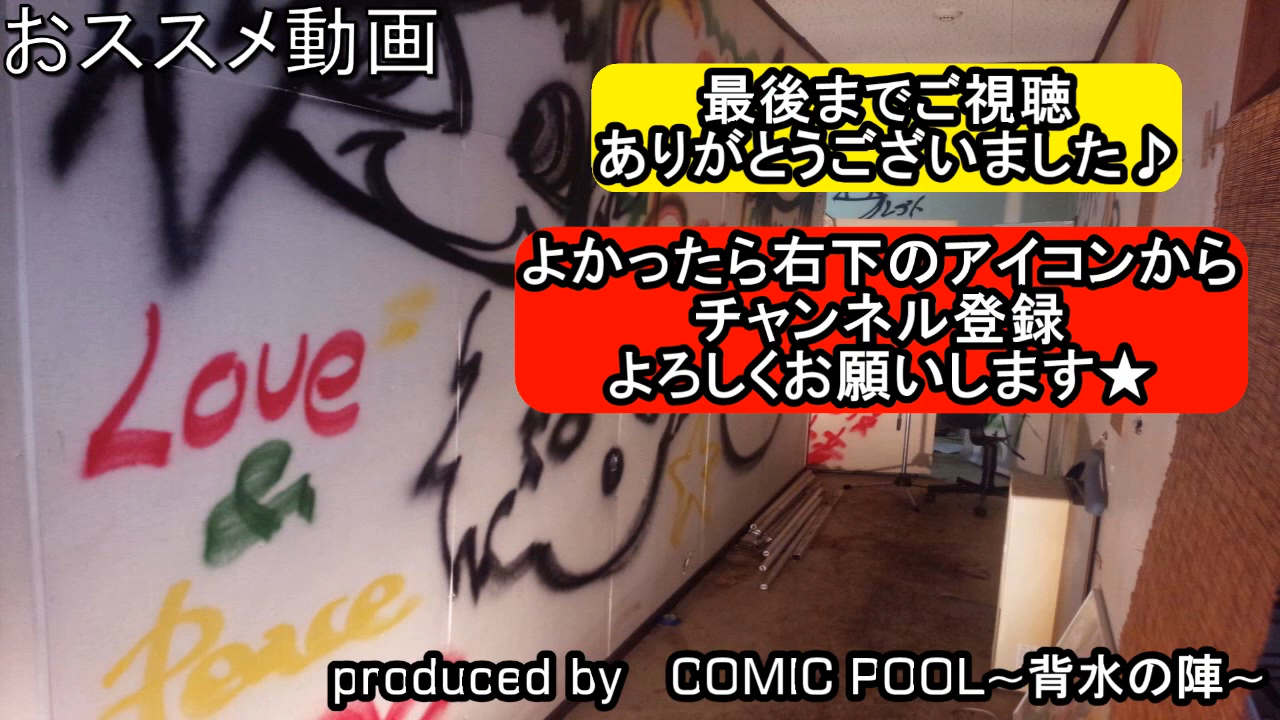 おススメ動画
最後までご視聴
ありがとうございました♪
よかったら右下のアイコンから
チャンネル登録
よろしくお願いします★
Love
&
Peace
produced by COMIC POOL~背水の陣~